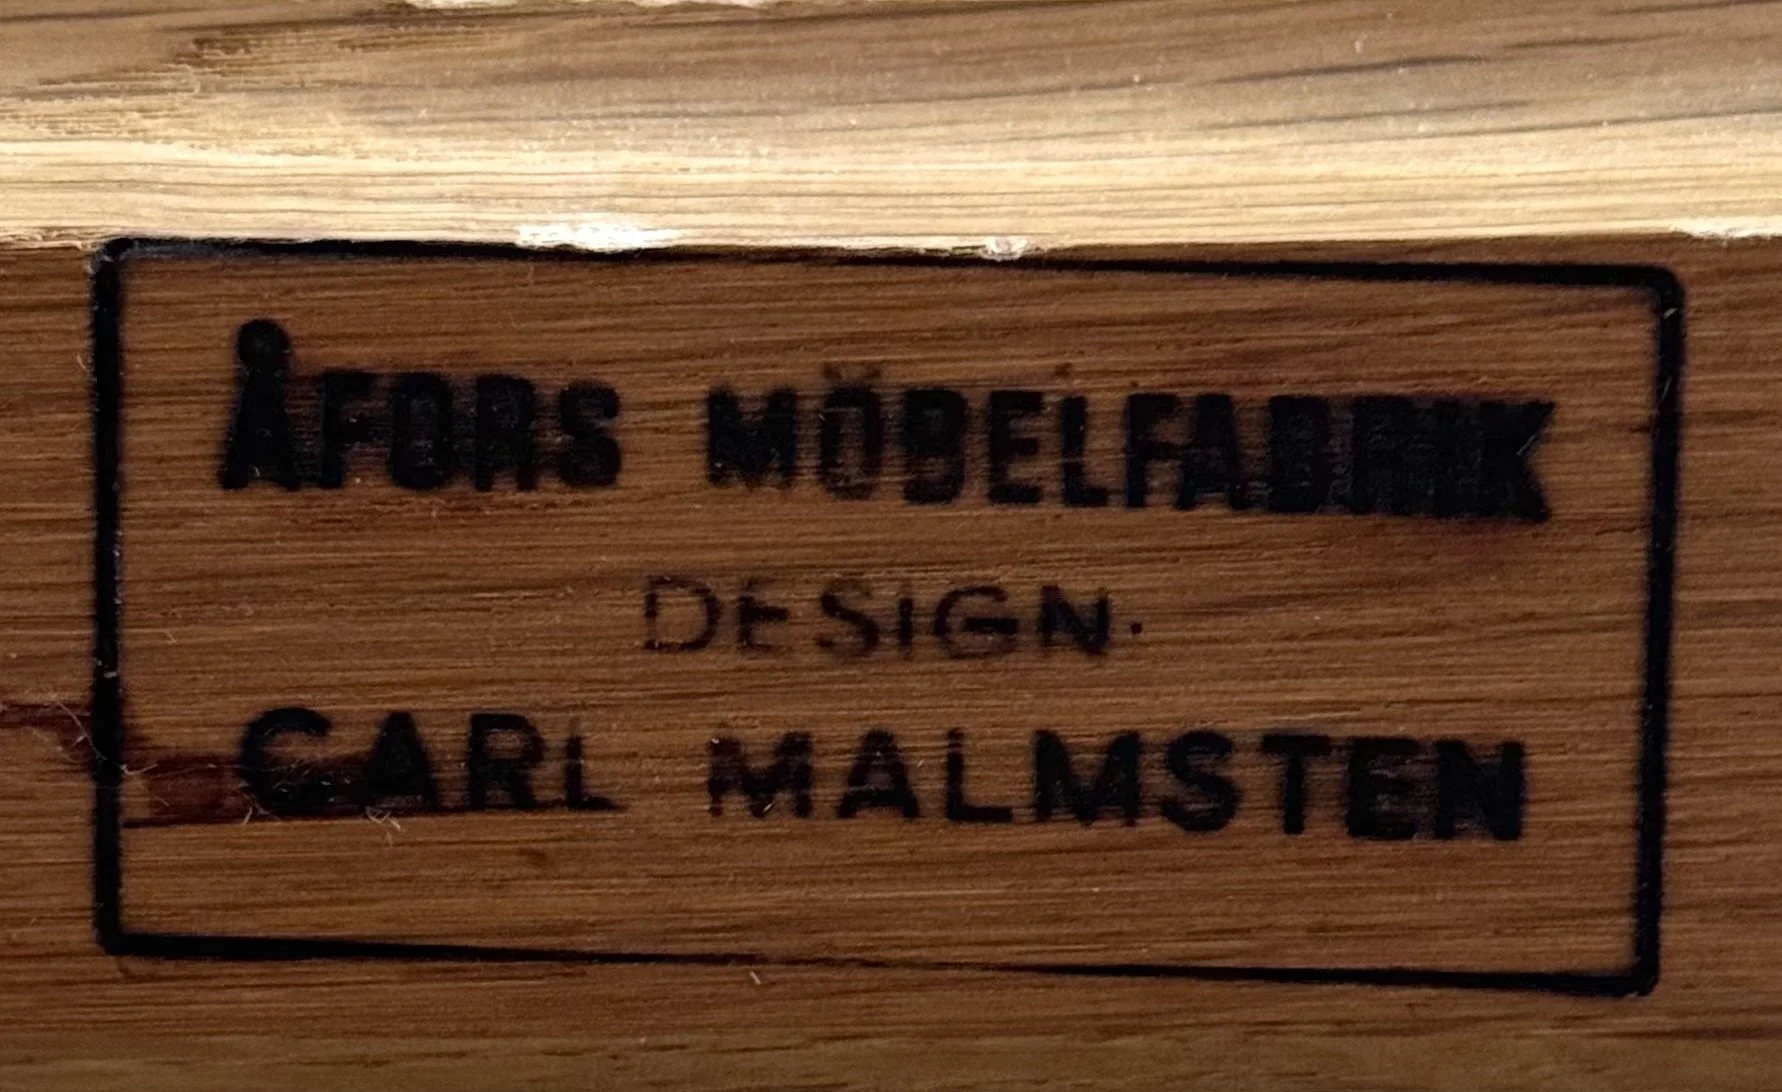 ÅFORS MÖBELFABRIK
DESIGN.
CARL MALMSTEN